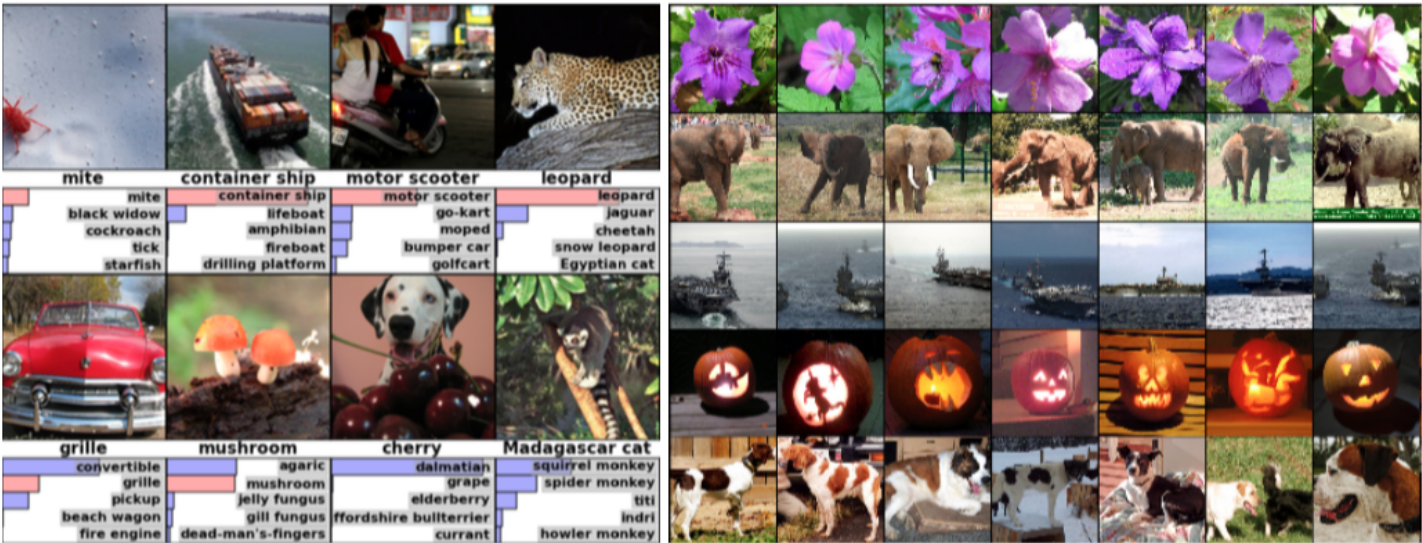 mite container ship motor scooter leopard
mite container ship motor scooter leopard
black widow lifeboat go-kart jaguar
cockroach amphibian moped cheetah
tick fireboat bumper car snow leopard
starfish drilling platform golfcart Egyptian cat
grille mushroom cherry Madagascar cat
convertible agaric dalmatian squirrel monkey
grille mushroom grape spider monkey
pickup jelly fungus elderberry titi
beach wagon gill fungus ffordshire bullterrier indri
fire engine dead-man's-fingers currant howler monkey